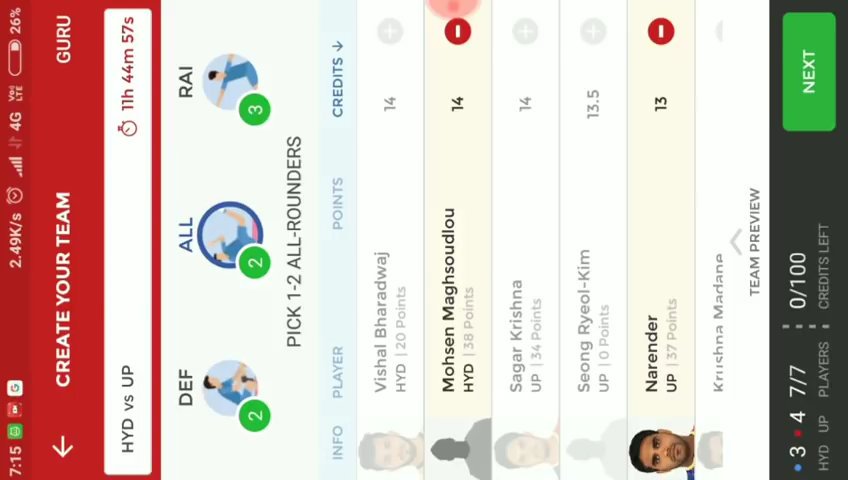 7:15 2.49K/s 4G VoLTE 26%
CREATE YOUR TEAM GURU
HYD vs UP 11h 44m 57s
DEF 2 ALL 2 RAI 3
PICK 1-2 ALL-ROUNDERS
INFO PLAYER POINTS CREDITS ↓
Vishal Bharadwaj
HYD | 20 Points 14
Mohsen Maghsoudlou
HYD | 38 Points 14
Sagar Krishna
UP | 34 Points 14
Seong Ryeol-Kim
UP | 0 Points 13.5
Narender
UP | 37 Points 13
Krushna Madane
TEAM PREVIEW
3 4 7/7 0/100 NEXT
HYD UP PLAYERS CREDITS LEFT